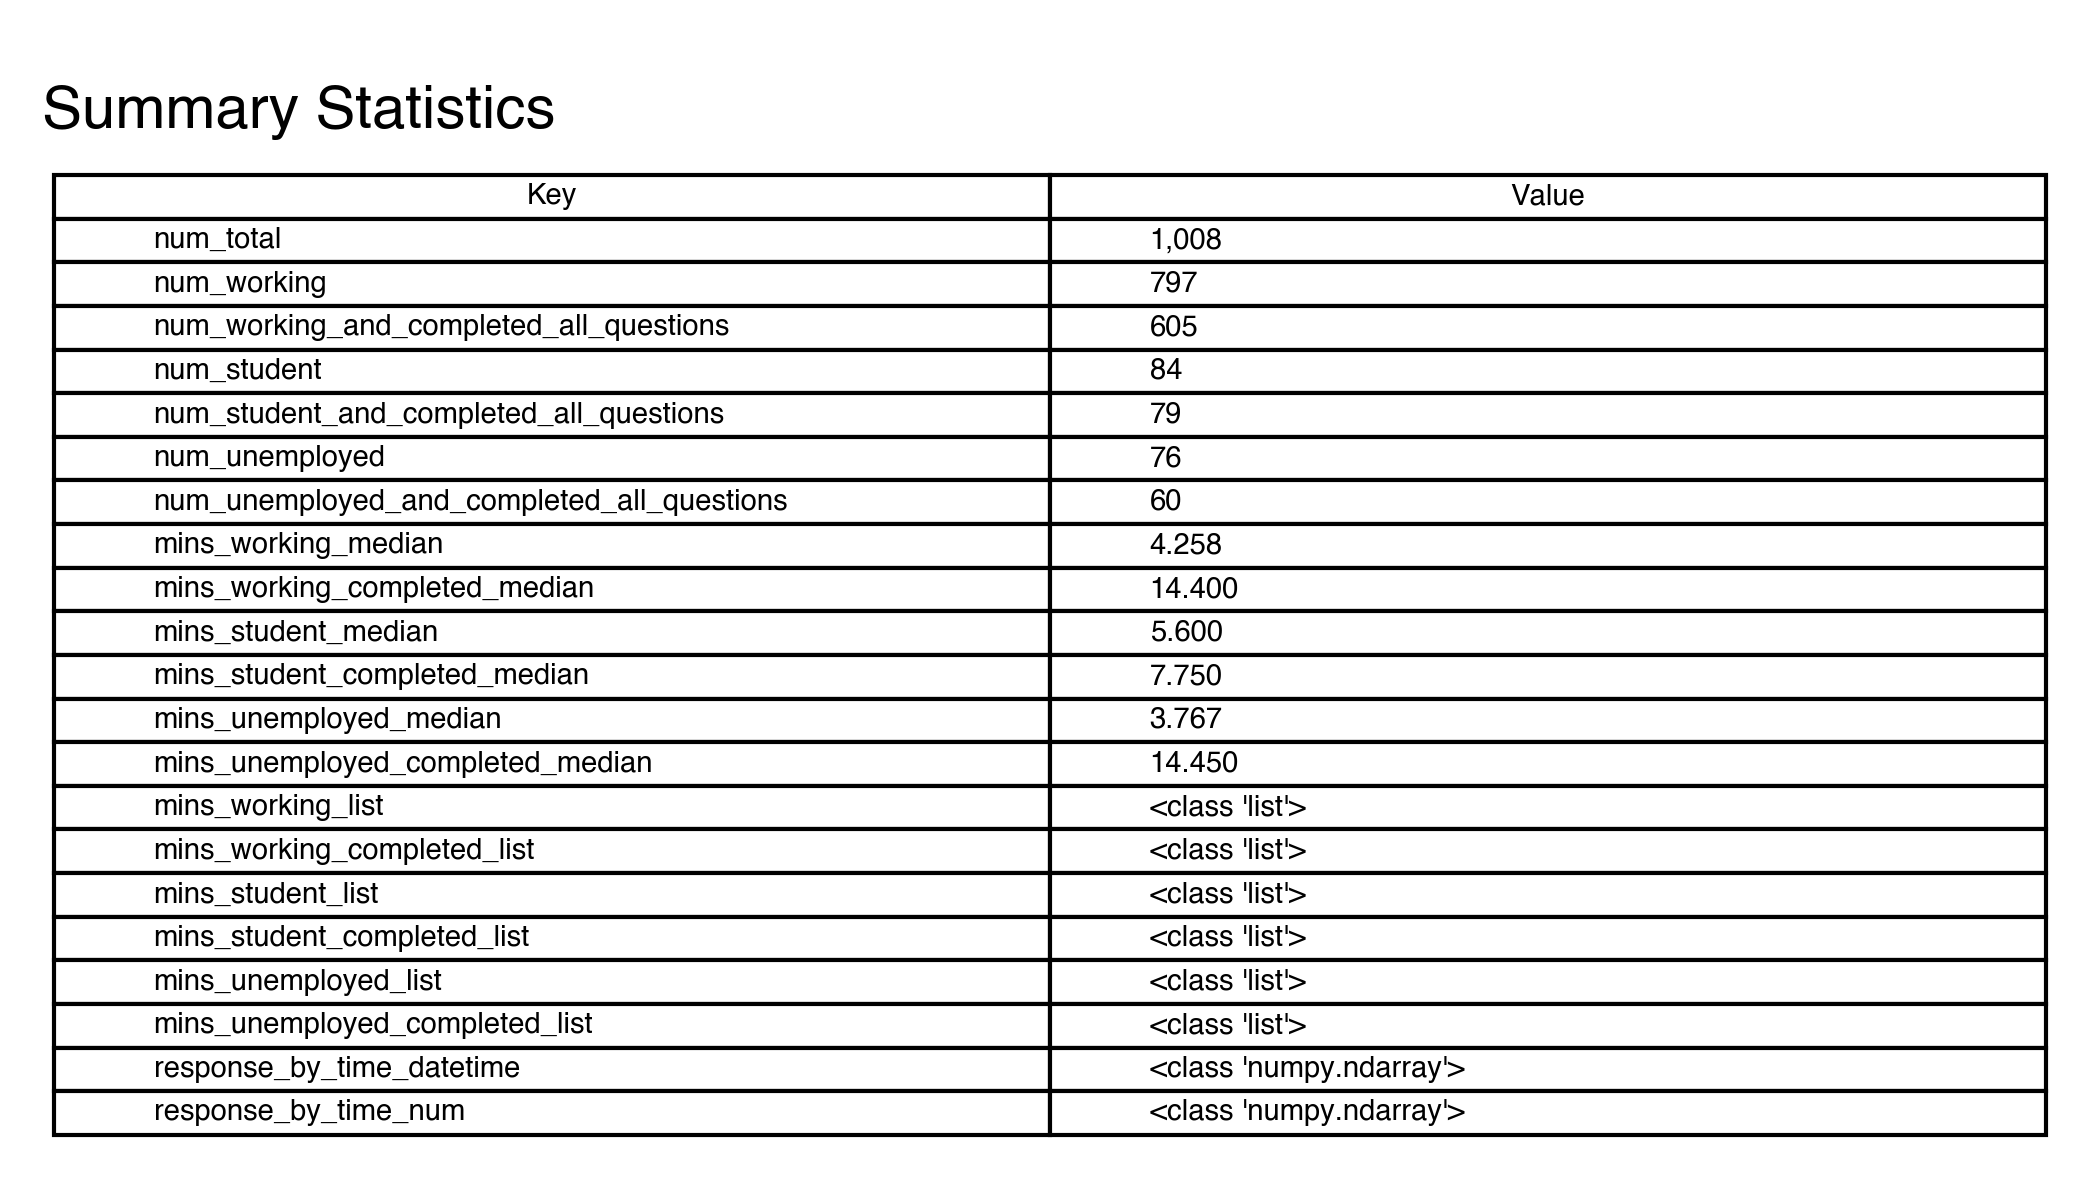 Summary Statistics
Key Value
num_total 1,008
num_working 797
num_working_and_completed_all_questions 605
num_student 84
num_student_and_completed_all_questions 79
num_unemployed 76
num_unemployed_and_completed_all_questions 60
mins_working_median 4.258
mins_working_completed_median 14.400
mins_student_median 5.600
mins_student_completed_median 7.750
mins_unemployed_median 3.767
mins_unemployed_completed_median 14.450
mins_working_list <class 'list'>
mins_working_completed_list <class 'list'>
mins_student_list <class 'list'>
mins_student_completed_list <class 'list'>
mins_unemployed_list <class 'list'>
mins_unemployed_completed_list <class 'list'>
response_by_time_datetime <class 'numpy.ndarray'>
response_by_time_num <class 'numpy.ndarray'>